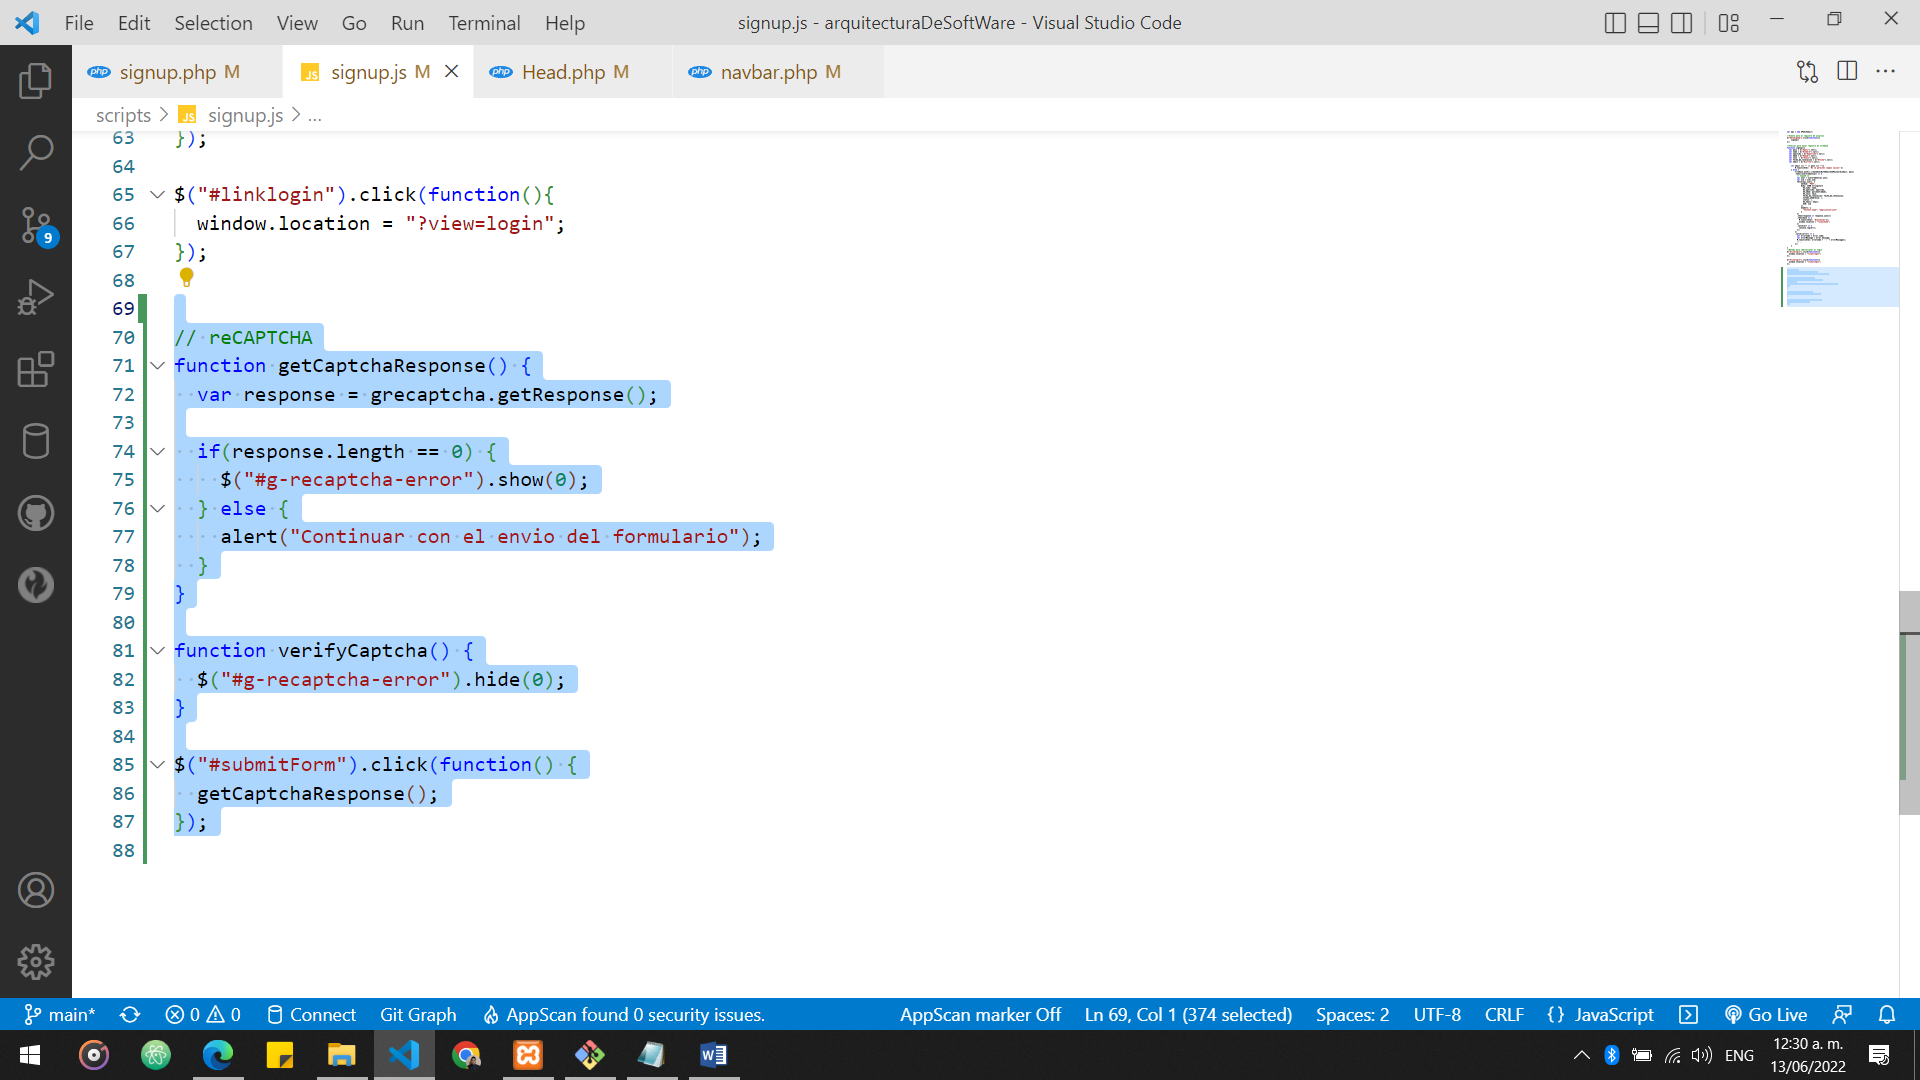 File Edit Selection View Go Run Terminal Help signup.js - arquitecturaDeSoftWare - Visual Studio Code
php signup.php M JS signup.js M php Head.php M php navbar.php M
scripts > JS signup.js > ...
63 });
64
65 $("#linklogin").click(function(){
66 window.location = "?view=login";
67 });
68
69
70 // reCAPTCHA
71 function getCaptchaResponse() {
72 var response = grecaptcha.getResponse();
73
74 if(response.length == 0) {
75 $("#g-recaptcha-error").show(0);
76 } else {
77 alert("Continuar con el envio del formulario");
78 }
79 }
80
81 function verifyCaptcha() {
82 $("#g-recaptcha-error").hide(0);
83 }
84
85 $("#submitForm").click(function() {
86 getCaptchaResponse();
87 });
88
9
main* 0 0 Connect Git Graph AppScan found 0 security issues. AppScan marker Off Ln 69, Col 1 (374 selected) Spaces: 2 UTF-8 CRLF {} JavaScript Go Live
ENG 12:30 a. m.
13/06/2022